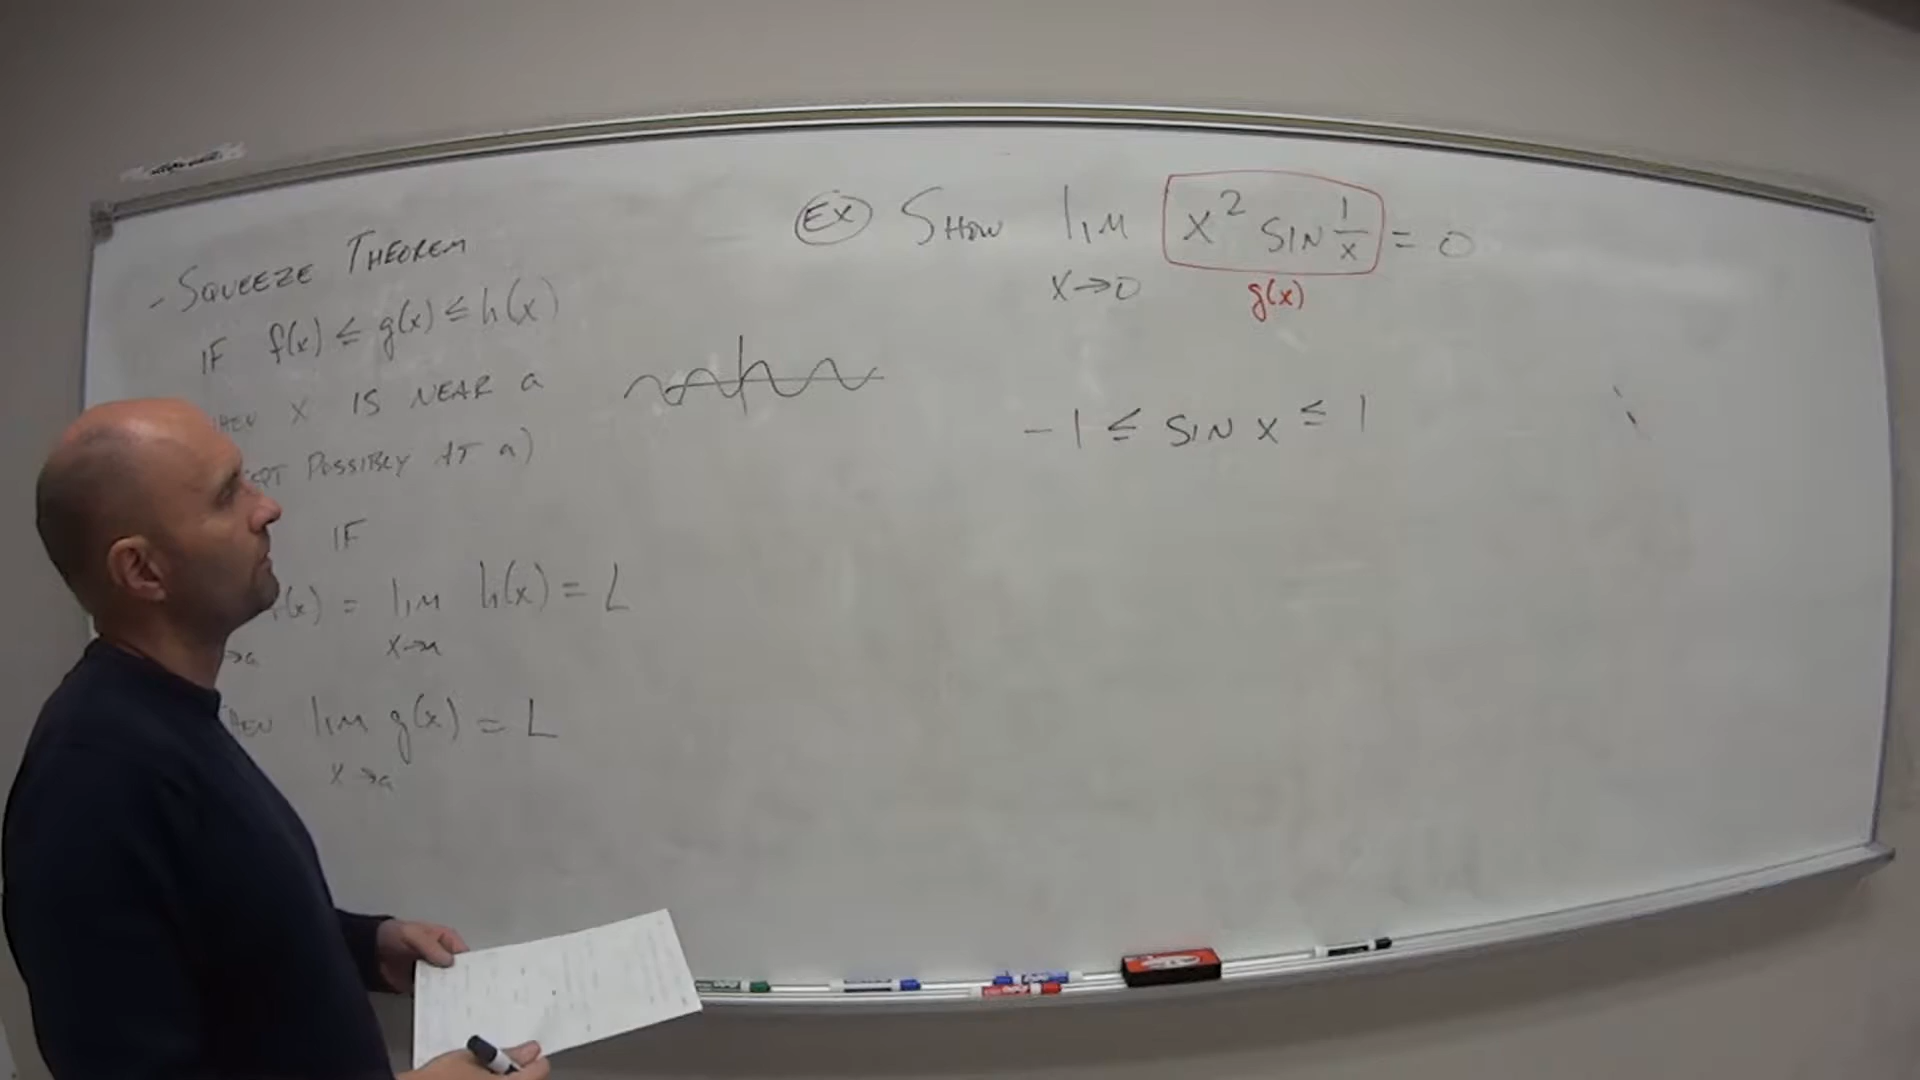 - SQUEEZE THEOREM
IF f(x) ≤ g(x) ≤ h(x)
X IS NEAR a
POSSIBLY AT a)
IF
(x) = lim h(x) = L
→a x→a
lim g(x) = L
x→a
EX SHOW lim x² SIN 1/x = 0
x→0
g(x)
-1 ≤ SIN x ≤ 1